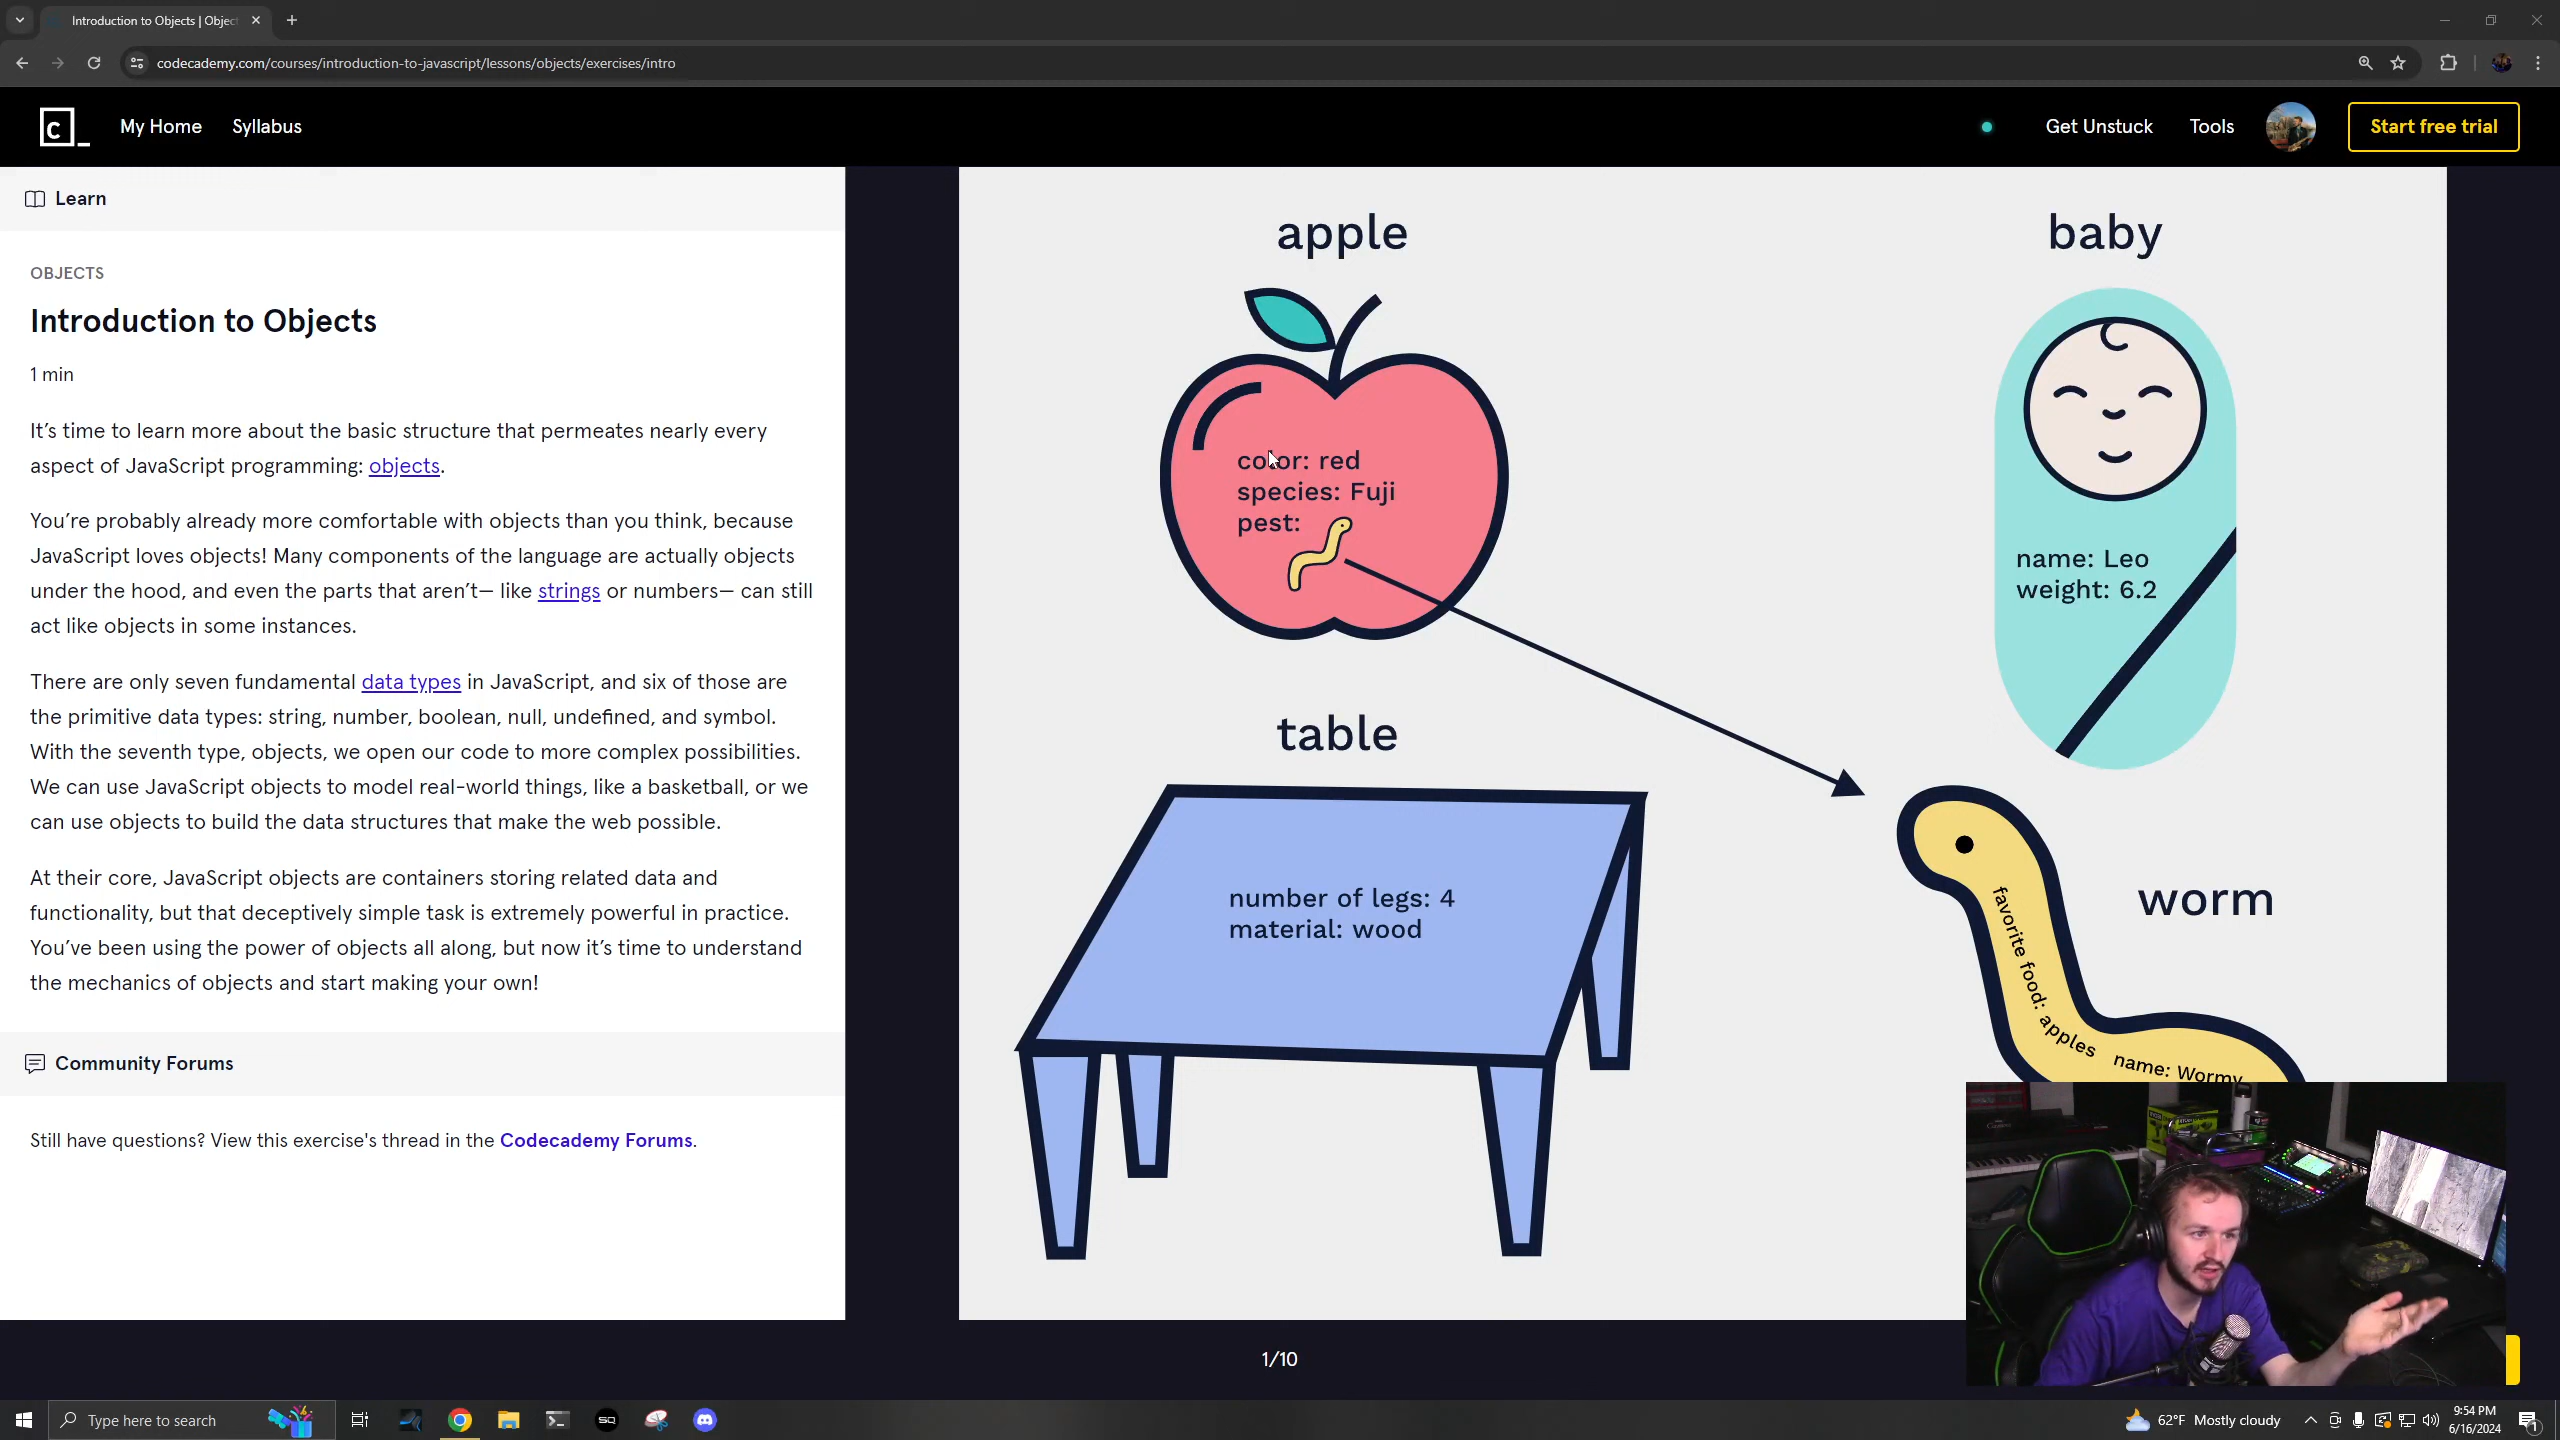 Introduction to Objects | Objec
codecademy.com/courses/introduction-to-javascript/lessons/objects/exercises/intro
c
My Home
Syllabus
Get Unstuck
Tools
Start free trial
Learn
OBJECTS
Introduction to Objects
1 min
It’s time to learn more about the basic structure that permeates nearly every
aspect of JavaScript programming: objects.
You’re probably already more comfortable with objects than you think, because
JavaScript loves objects! Many components of the language are actually objects
under the hood, and even the parts that aren’t— like strings or numbers— can still
act like objects in some instances.
There are only seven fundamental data types in JavaScript, and six of those are
the primitive data types: string, number, boolean, null, undefined, and symbol.
With the seventh type, objects, we open our code to more complex possibilities.
We can use JavaScript objects to model real-world things, like a basketball, or we
can use objects to build the data structures that make the web possible.
At their core, JavaScript objects are containers storing related data and
functionality, but that deceptively simple task is extremely powerful in practice.
You’ve been using the power of objects all along, but now it’s time to understand
the mechanics of objects and start making your own!
Community Forums
Still have questions? View this exercise's thread in the Codecademy Forums.
apple
color: red
species: Fuji
pest:
baby
name: Leo
weight: 6.2
table
number of legs: 4
material: wood
worm
favorite food: apples
name: Wormy
1/10
Type here to search
SQ
62°F Mostly cloudy
9:54 PM
6/16/2024
1